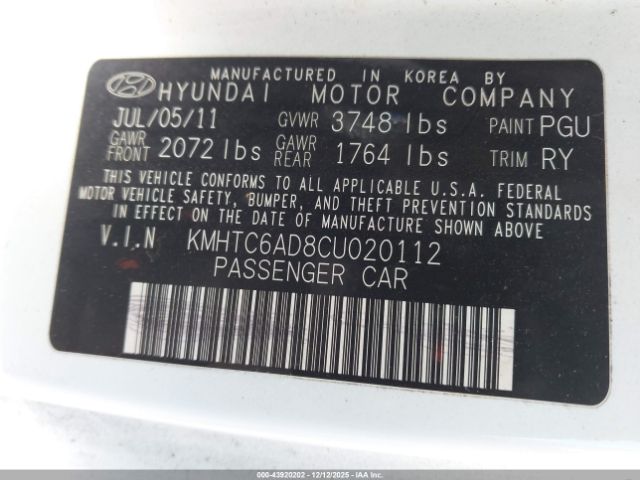 MANUFACTURED IN KOREA BY
HYUNDAI MOTOR COMPANY
JUL/05/11 GVWR 3748 lbs PAINT PGU
GAWR FRONT 2072 lbs GAWR REAR 1764 lbs TRIM RY
THIS VEHICLE CONFORMS TO ALL APPLICABLE U.S.A. FEDERAL
MOTOR VEHICLE SAFETY, BUMPER, AND THEFT PREVENTION STANDARDS
IN EFFECT ON THE DATE OF MANUFACTURE SHOWN ABOVE.
V.I.N KMHTC6AD8CU020112
PASSENGER CAR
000-43920202 - 12/12/2025 - IAAI.CA